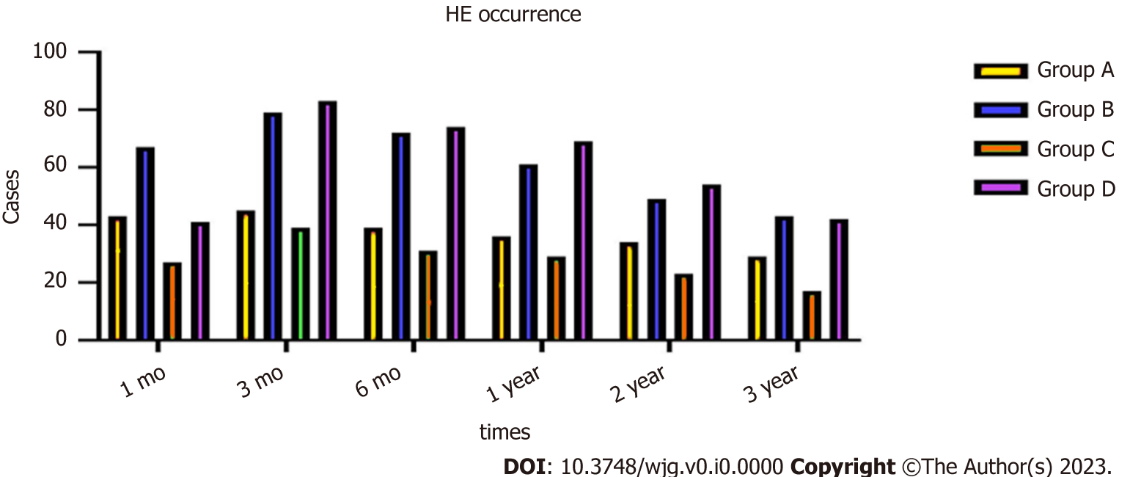 HE occurrence
100
80
60
40
20
0
Cases
1 mo
3 mo
6 mo
1 year
2 year
3 year
times
Group A
Group B
Group C
Group D
DOI: 10.3748/wjg.v0.i0.0000 Copyright ©The Author(s) 2023.